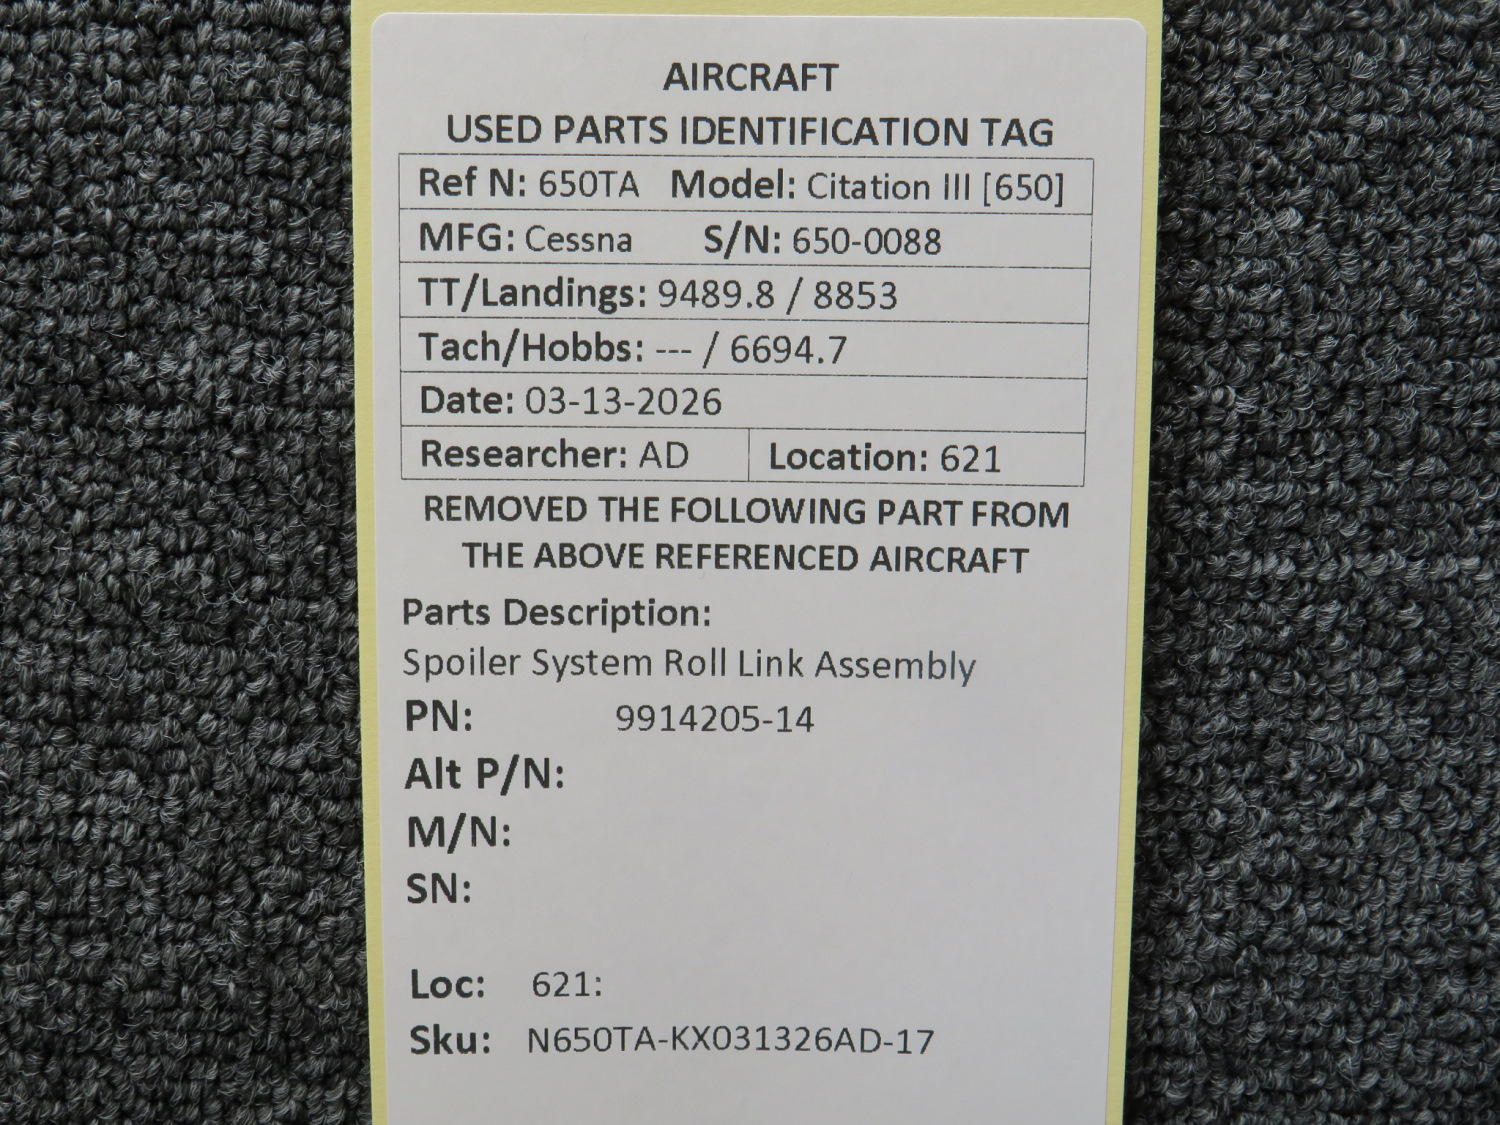 AIRCRAFT
USED PARTS IDENTIFICATION TAG
Ref N: 650TA Model: Citation III [650]
MFG: Cessna S/N: 650-0088
TT/Landings: 9489.8 / 8853
Tach/Hobbs: --- / 6694.7
Date: 03-13-2026
Researcher: AD Location: 621
REMOVED THE FOLLOWING PART FROM
THE ABOVE REFERENCED AIRCRAFT
Parts Description:
Spoiler System Roll Link Assembly
PN: 9914205-14
Alt P/N:
M/N:
SN:
Loc: 621:
Sku: N650TA-KX031326AD-17